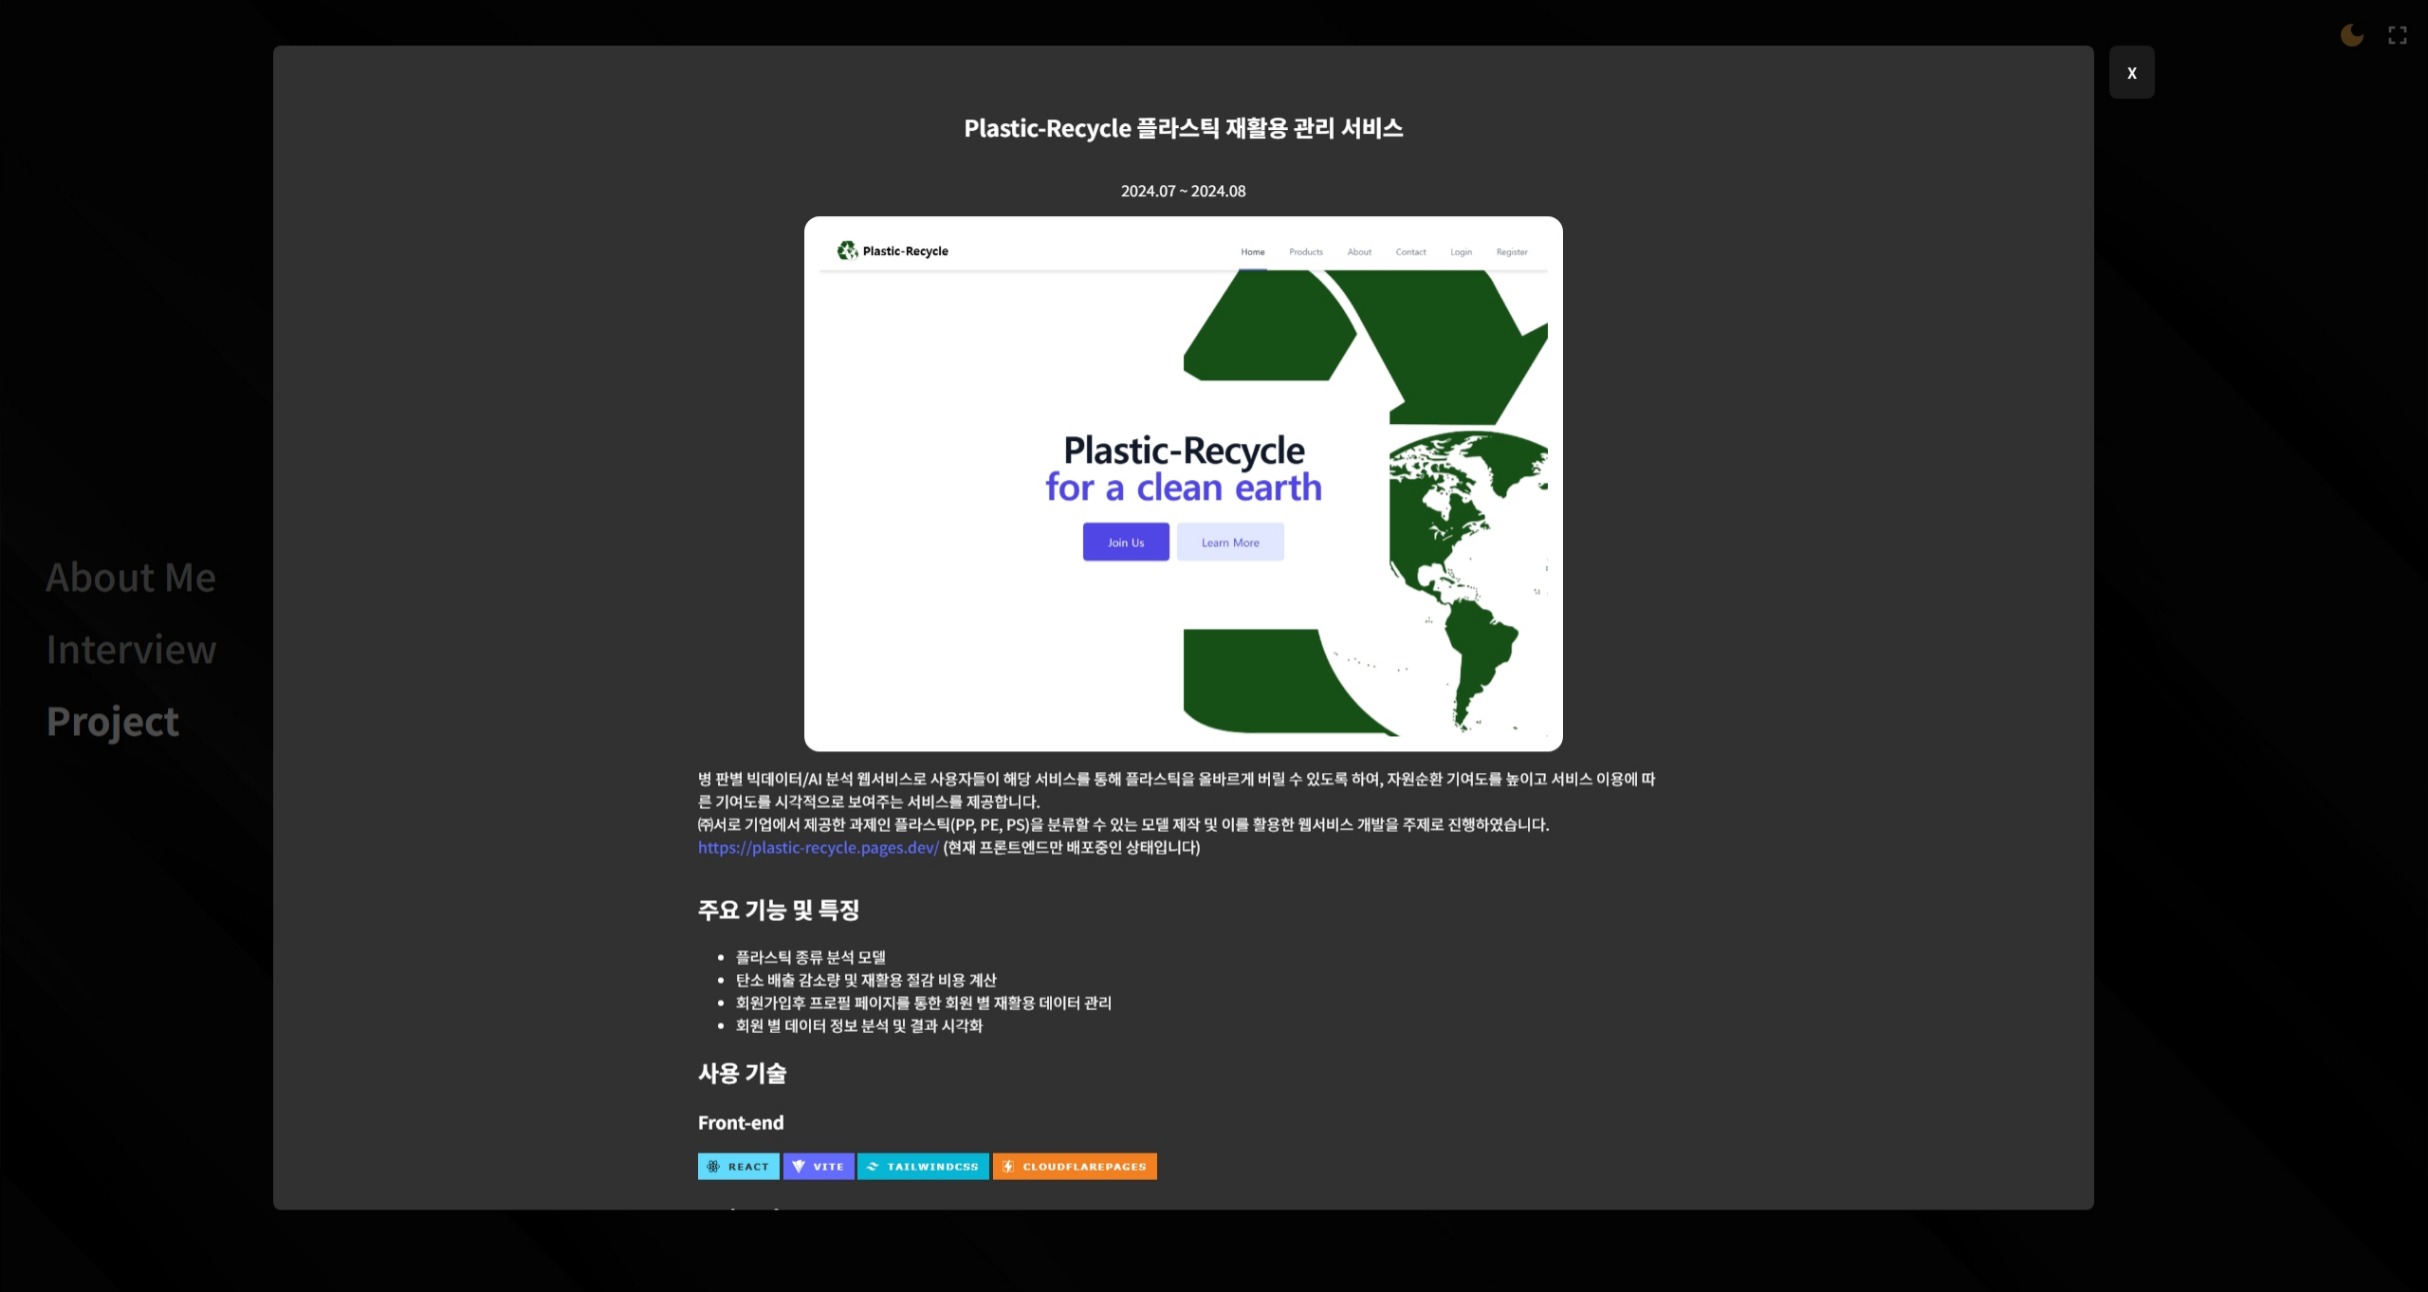 X
Plastic-Recycle 플라스틱 재활용 관리 서비스
2024.07 ~ 2024.08
Plastic-Recycle
Home Products About Contact Login Register
Plastic-Recycle
for a clean earth
Join Us Learn More
About Me
Interview
Project
병 판별 빅데이터/AI 분석 웹서비스로 사용자들이 해당 서비스를 통해 플라스틱을 올바르게 버릴 수 있도록 하여, 자원순환 기여도를 높이고 서비스 이용에 따
른 기여도를 시각적으로 보여주는 서비스를 제공합니다.
㈜서로 기업에서 제공한 과제인 플라스틱(PP, PE, PS)을 분류할 수 있는 모델 제작 및 이를 활용한 웹서비스 개발을 주제로 진행하였습니다.
https://plastic-recycle.pages.dev/ (현재 프론트엔드만 배포중인 상태입니다)
주요 기능 및 특징
플라스틱 종류 분석 모델
탄소 배출 감소량 및 재활용 절감 비용 계산
회원가입후 프로필 페이지를 통한 회원 별 재활용 데이터 관리
회원 별 데이터 정보 분석 및 결과 시각화
사용 기술
Front-end
REACT VITE TAILWINDCSS CLOUDFLAREPAGES